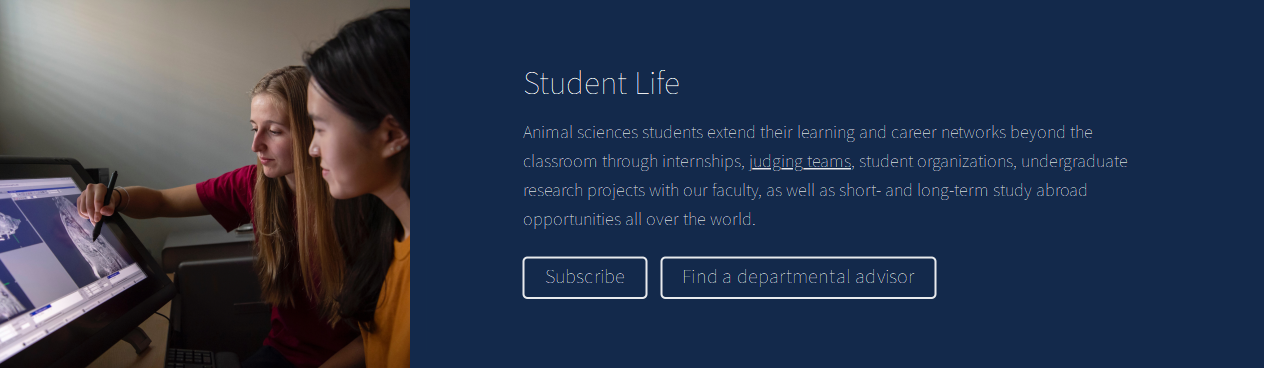 Student Life
Animal sciences students extend their learning and career networks beyond the
classroom through internships, judging teams, student organizations, undergraduate
research projects with our faculty, as well as short- and long-term study abroad
opportunities all over the world.
Subscribe
Find a departmental advisor